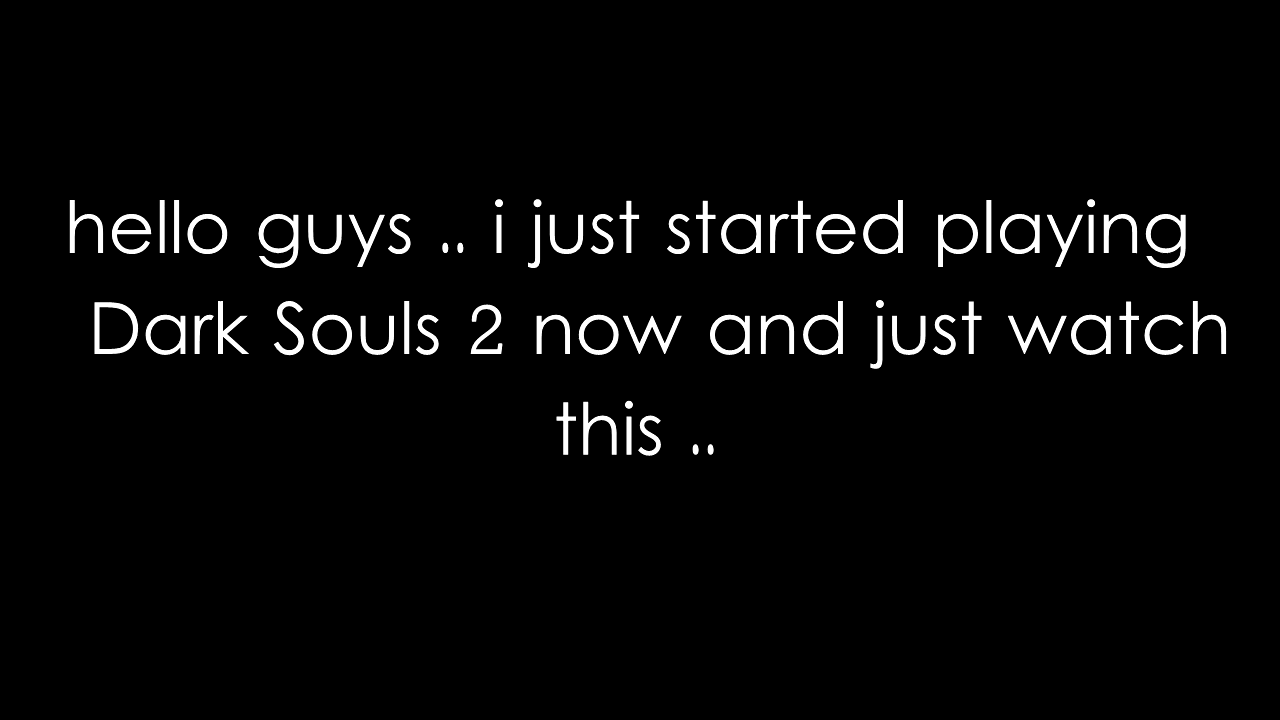 hello guys .. i just started playing
Dark Souls 2 now and just watch
this ..